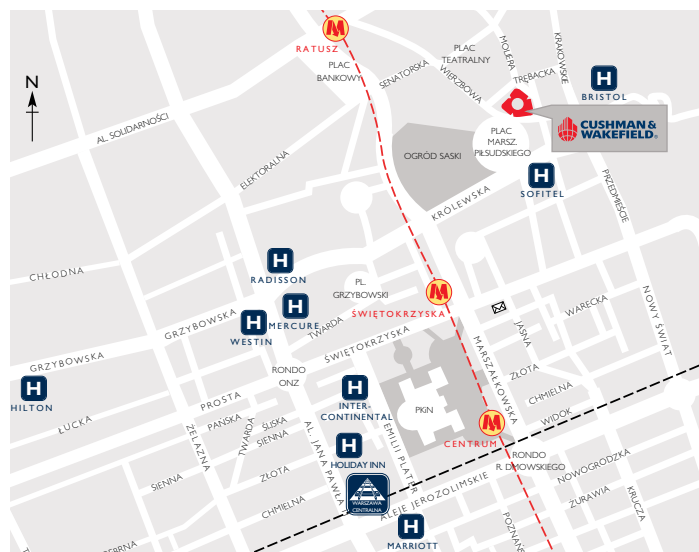 RATUSZ
PLAC
BANKOWY
PLAC
TEATRALNY
SENATORSKA
WIERZBOWA
MOLIERA
TRĘBACKA
KRAKOWSKIE
H
BRISTOL
N
CUSHMAN &
WAKEFIELD®
PLAC
MARSZ.
PIŁSUDSKIEGO
AL. SOLIDARNOŚCI
OGRÓD SASKI
ELEKTORALNA
H
SOFITEL
PRZEDMIEŚCIE
KRÓLEWSKA
H
RADISSON
CHŁODNA
PL.
GRZYBOWSKI
ŚWIĘTOKRZYSKA
H
MERCURE
H
WESTIN
GRZYBOWSKA
TWARDA
ŚWIĘTOKRZYSKA
WARECKA
NOWY ŚWIAT
JASNA
MARSZAŁKOWSKA
GRZYBOWSKA
RONDO
ONZ
ZŁOTA
H
HILTON
H
INTER-
CONTINENTAL
PKIN
CHMIELNA
PROSTA
PAŃSKA
ŁUCKA
ŚLISKA
SIENNA
WIDOK
CENTRUM
ŻELAZNA
TWARDA
AL. JANA PAWŁA
EMILII PLATER
H
HOLIDAY INN
RONDO
R. DMOWSKIEGO
NOWOGRODZKA
SIENNA
ZŁOTA
WARSZAWA
CENTRALNA
ALEJE JEROZOLIMSKIE
ŻURAWIA
KRUCZA
CHMIELNA
H
MARRIOTT